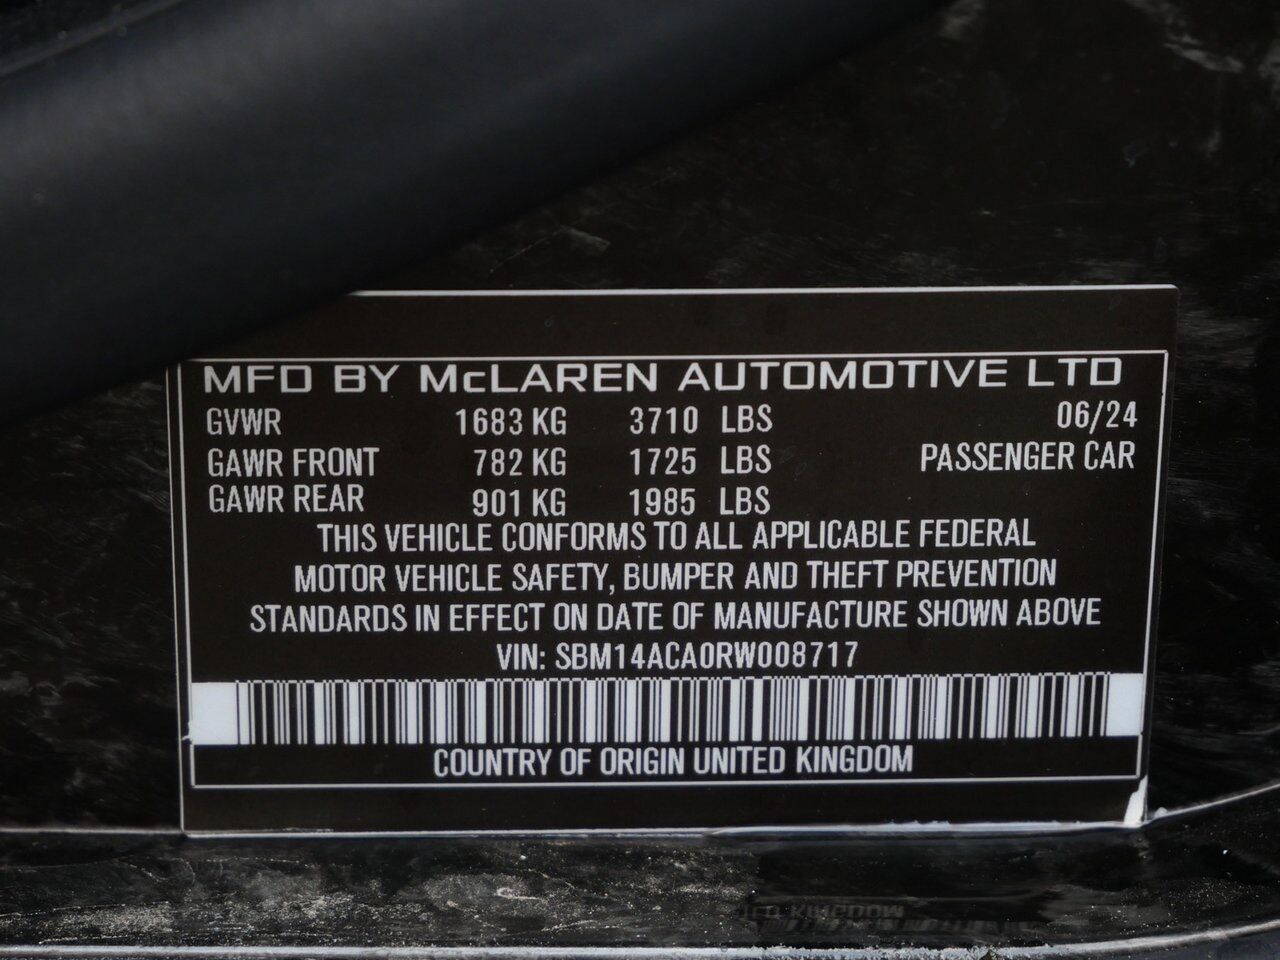 MFD BY McLAREN AUTOMOTIVE LTD
GVWR 1683 KG 3710 LBS 06/24
GAWR FRONT 782 KG 1725 LBS PASSENGER CAR
GAWR REAR 901 KG 1985 LBS
THIS VEHICLE CONFORMS TO ALL APPLICABLE FEDERAL
MOTOR VEHICLE SAFETY, BUMPER AND THEFT PREVENTION
STANDARDS IN EFFECT ON DATE OF MANUFACTURE SHOWN ABOVE
VIN: SBM14ACA0RW008717
COUNTRY OF ORIGIN UNITED KINGDOM